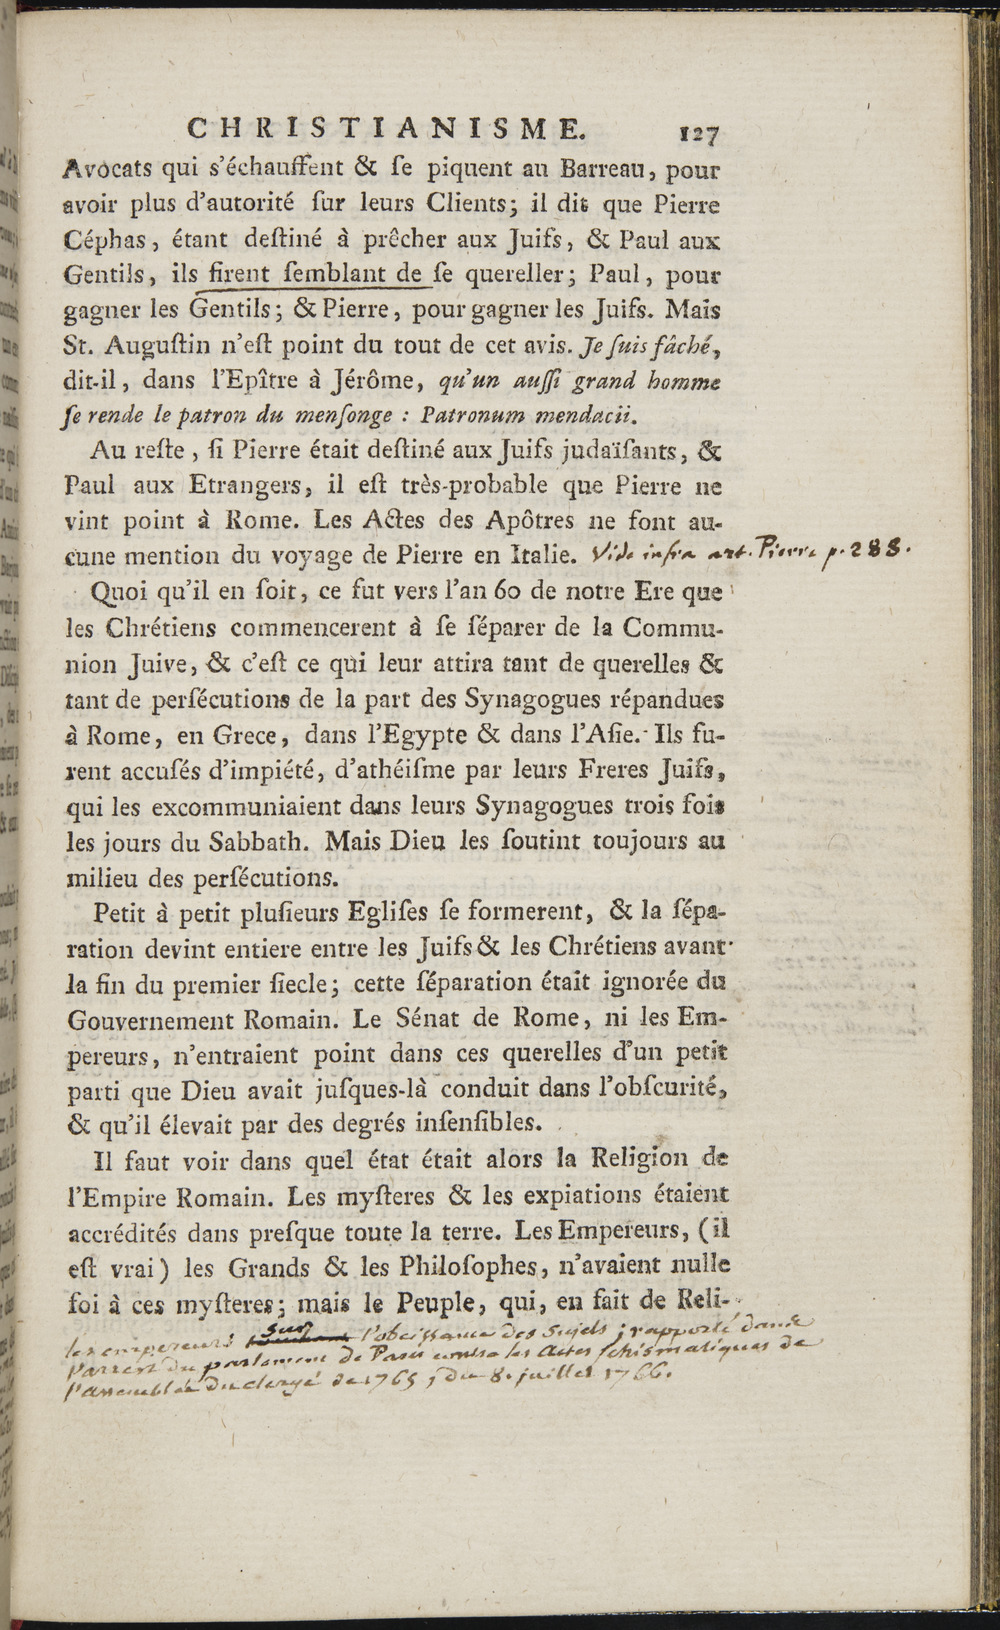 CHRISTIANISME. 127
Avocats qui s'échauffent & ſe piquent au Barreau, pour
avoir plus d'autorité ſur leurs Clients; il dit que Pierre
Céphas, étant deſtiné à prêcher aux Juifs, & Paul aux
Gentils, ils firent ſemblant de ſe quereller; Paul, pour
gagner les Gentils; & Pierre, pour gagner les Juifs. Mais
St. Auguſtin n'eſt point du tout de cet avis. Je ſuis fâché,
dit-il, dans l'Epître à Jérôme, qu'un auſſi grand homme
ſe rende le patron du menſonge : Patronum mendacii.
Au reſte, ſi Pierre était deſtiné aux Juifs judaïſants, &
Paul aux Etrangers, il eſt très-probable que Pierre ne
vint point à Rome. Les Actes des Apôtres ne font au-
cune mention du voyage de Pierre en Italie. Vide infra art. Pierre p. 288.
Quoi qu'il en ſoit, ce fut vers l'an 60 de notre Ere que
les Chrétiens commencerent à ſe ſéparer de la Commu-
nion Juive, & c'eſt ce qui leur attira tant de querelles &
tant de perſécutions de la part des Synagogues répandues
à Rome, en Grece, dans l'Egypte & dans l'Aſie. Ils fu-
rent accuſés d'impiété, d'athéiſme par leurs Freres Juifs,
qui les excommuniaient dans leurs Synagogues trois fois
les jours du Sabbath. Mais Dieu les ſoutint toujours au
milieu des perſécutions.
Petit à petit pluſieurs Egliſes ſe formerent, & la ſépa-
ration devint entiere entre les Juifs & les Chrétiens avant
la fin du premier ſiecle; cette ſéparation était ignorée du
Gouvernement Romain. Le Sénat de Rome, ni les Em-
pereurs, n'entraient point dans ces querelles d'un petit
parti que Dieu avait juſques-là conduit dans l'obſcurité,
& qu'il élevait par des degrés inſenſibles.
Il faut voir dans quel état était alors la Religion de
l'Empire Romain. Les myſteres & les expiations étaient
accrédités dans preſque toute la terre. Les Empereurs, (il
eſt vrai) les Grands & les Philoſophes, n'avaient nulle
foi à ces myſteres; mais le Peuple, qui, en fait de Reli-
les empereurs sur l'obeissance des sujets; rapporté dans
l'arrest du parlement de Paris contre les actes schismatiques de
l'assemblée du clergé de 1765; du 8. juillet 1766.